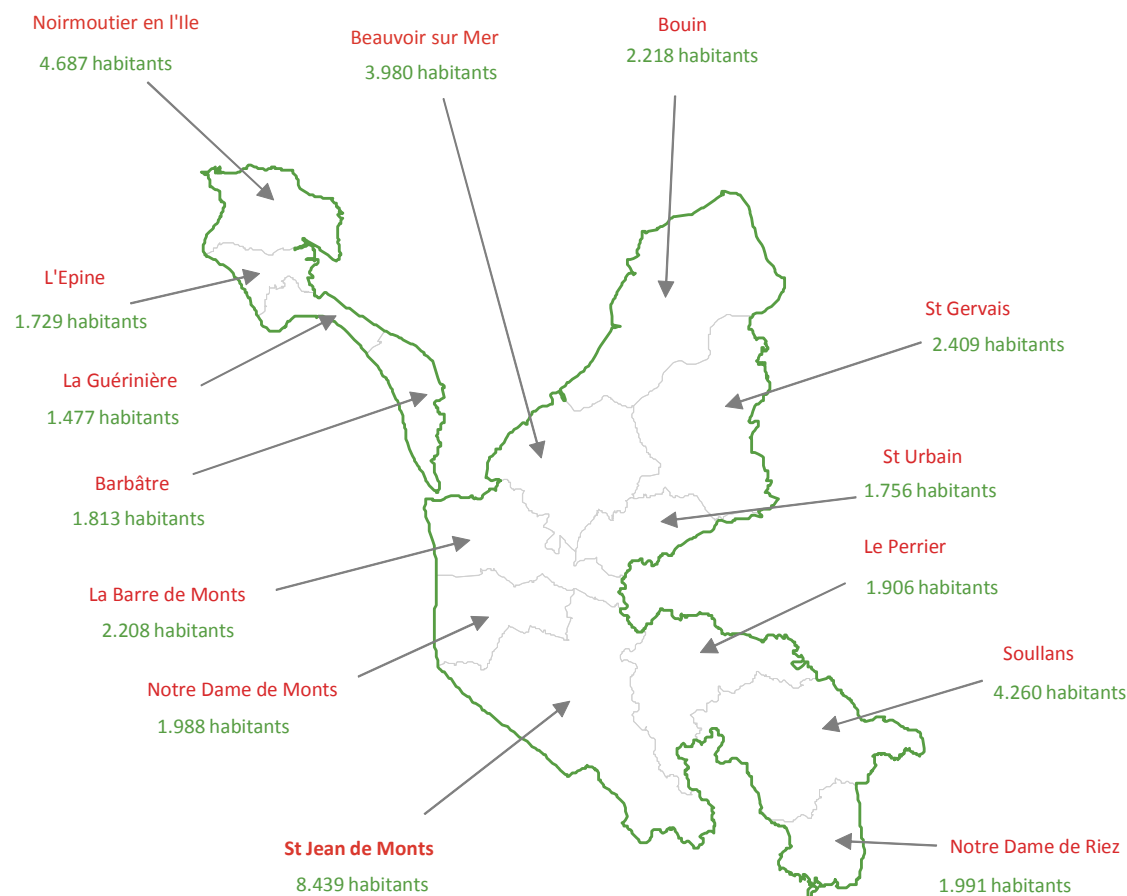 Noirmoutier en l'Ile
4.687 habitants
Beauvoir sur Mer
3.980 habitants
Bouin
2.218 habitants
L'Epine
1.729 habitants
St Gervais
2.409 habitants
La Guérinière
1.477 habitants
Barbâtre
1.813 habitants
St Urbain
1.756 habitants
Le Perrier
1.906 habitants
La Barre de Monts
2.208 habitants
Soullans
4.260 habitants
Notre Dame de Monts
1.988 habitants
St Jean de Monts
8.439 habitants
Notre Dame de Riez
1.991 habitants